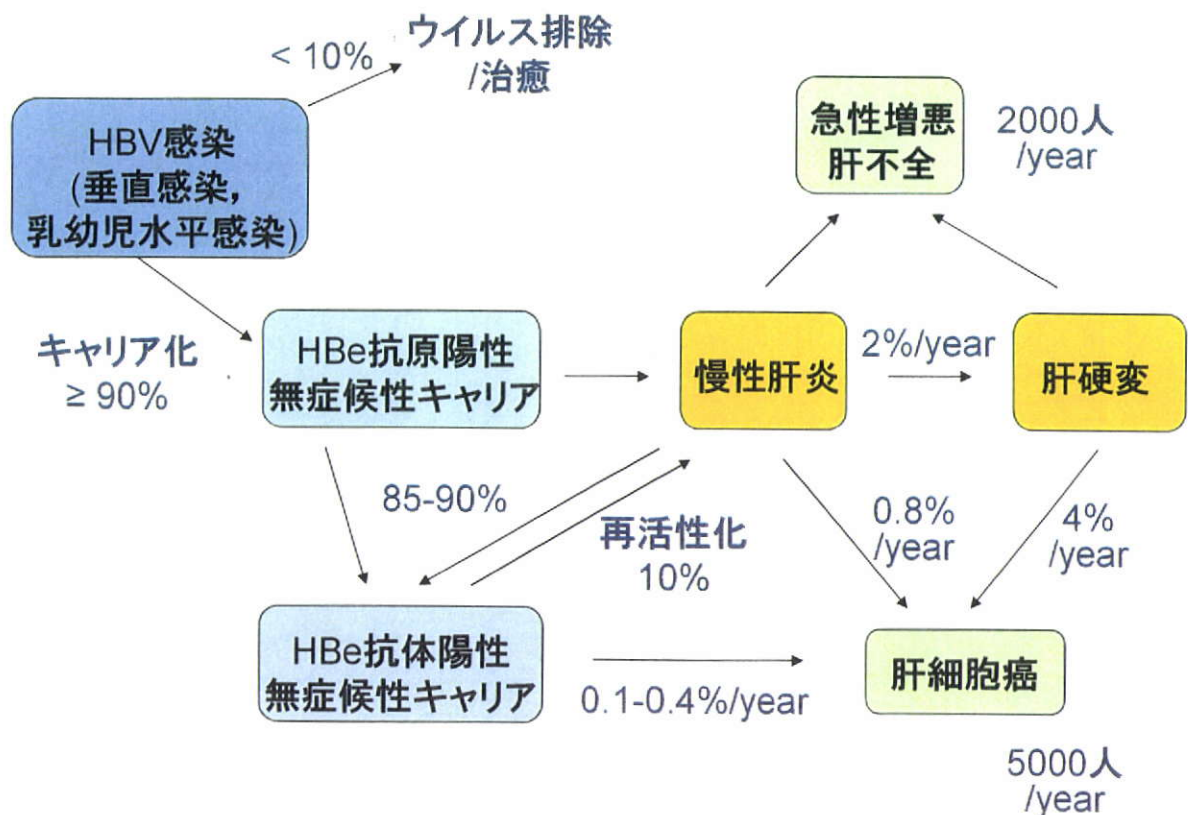 < 10%
ウイルス排除
/治癒
HBV感染
(垂直感染,
乳幼児水平感染)
急性増悪
肝不全
2000人
/year
キャリア化
≥ 90%
HBe抗原陽性
無症候性キャリア
慢性肝炎
2%/year
肝硬変
85-90%
再活性化
10%
0.8%
/year
4%
/year
HBe抗体陽性
無症候性キャリア
0.1-0.4%/year
肝細胞癌
5000人
/year